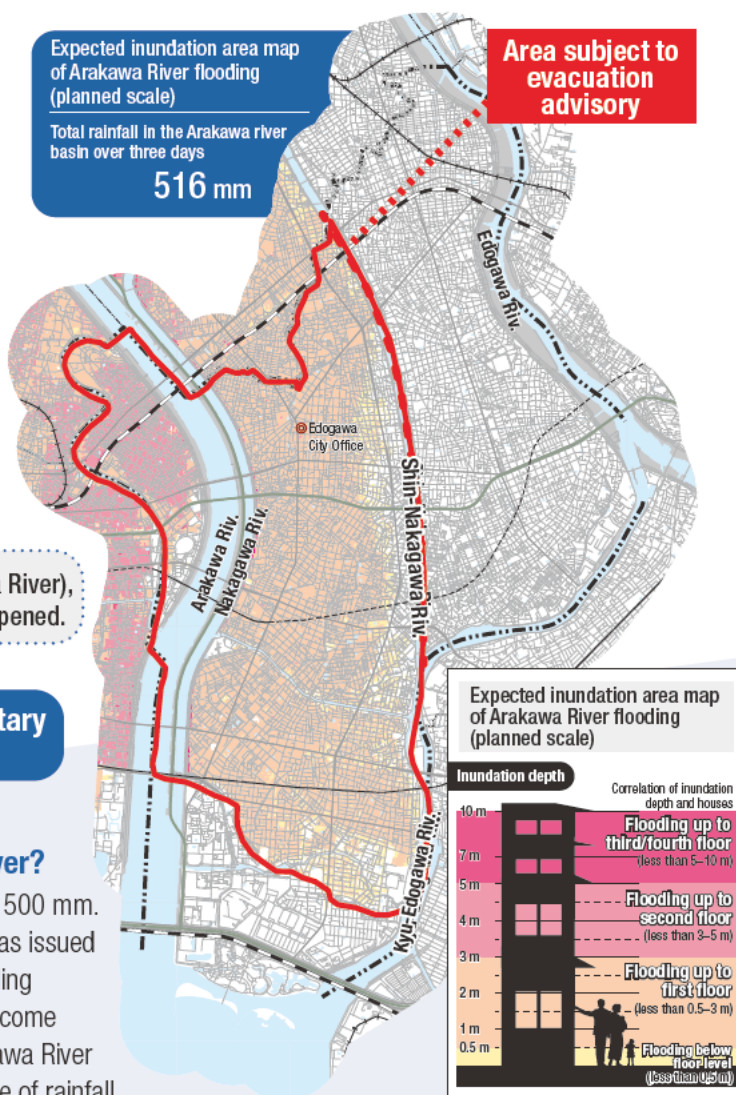 Expected inundation area map
of Arakawa River flooding
(planned scale)
Total rainfall in the Arakawa river
basin over three days
516 mm
Area subject to
evacuation
advisory
Edogawa Riv.
Edogawa
City Office
Shin-Nakagawa Riv.
Arakawa Riv.
Nakagawa Riv.
River),
pened.
tary
ver?
500 mm.
as issued
ing
come
awa River
e of rainfall
Kyu-Edogawa Riv.
Expected inundation area map
of Arakawa River flooding
(planned scale)
Inundation depth
Correlation of inundation
depth and houses
10 m
Flooding up to
third/fourth floor
(less than 5–10 m)
7 m
5 m
Flooding up to
second floor
(less than 3–5 m)
4 m
3 m
Flooding up to
first floor
(less than 0.5–3 m)
2 m
1 m
0.5 m
Flooding below
floor level
(less than 0.5 m)